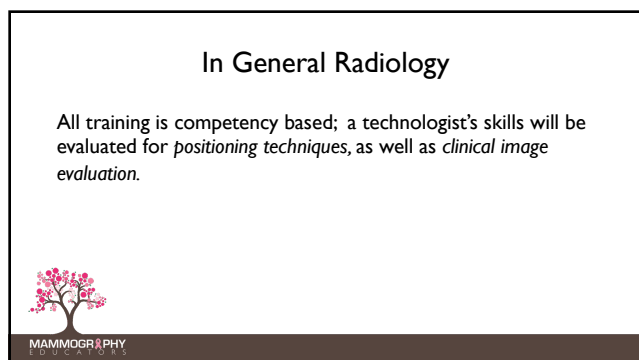 In General Radiology
All training is competency based; a technologist's skills will be
evaluated for positioning techniques, as well as clinical image
evaluation.
MAMMOGRAPHY
EDUCATORS